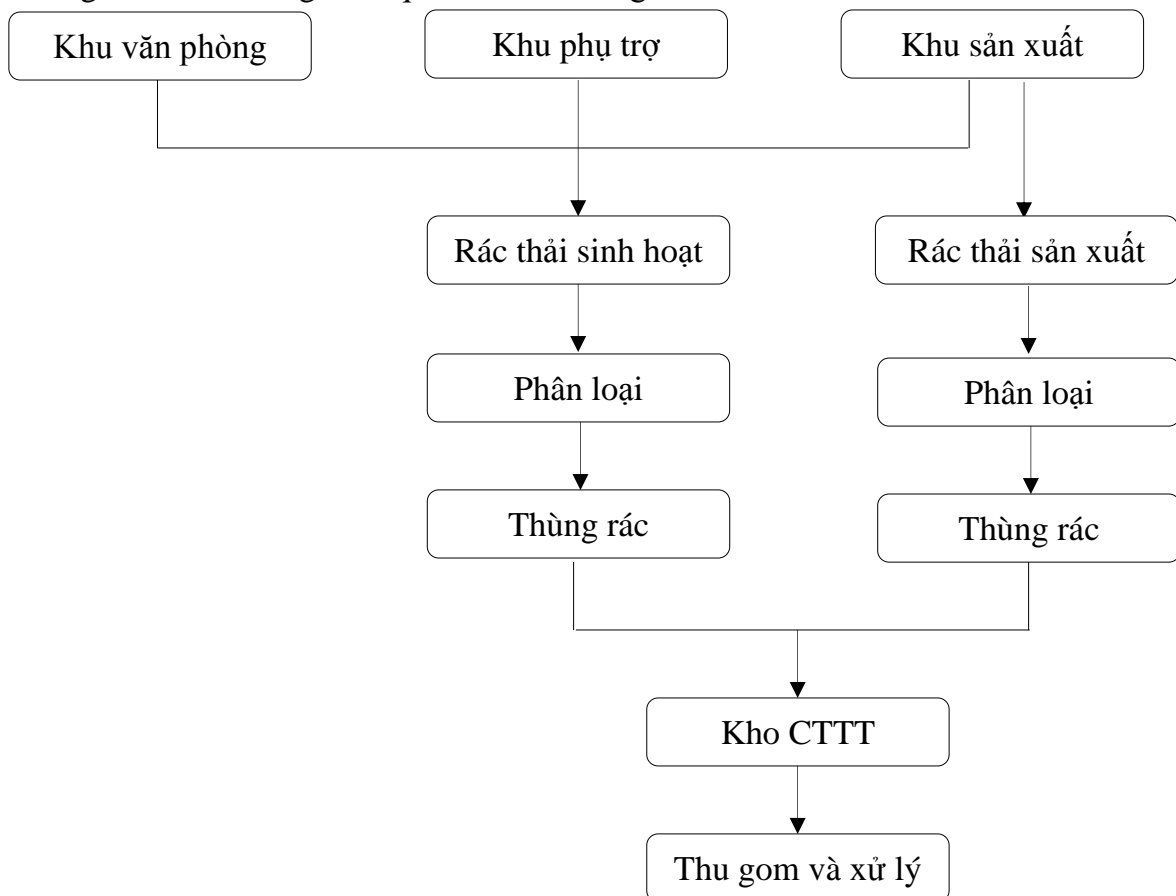 Khu văn phòng
Khu phụ trợ
Khu sản xuất
Rác thải sinh hoạt
Rác thải sản xuất
Phân loại
Phân loại
Thùng rác
Thùng rác
Kho CTTT
Thu gom và xử lý